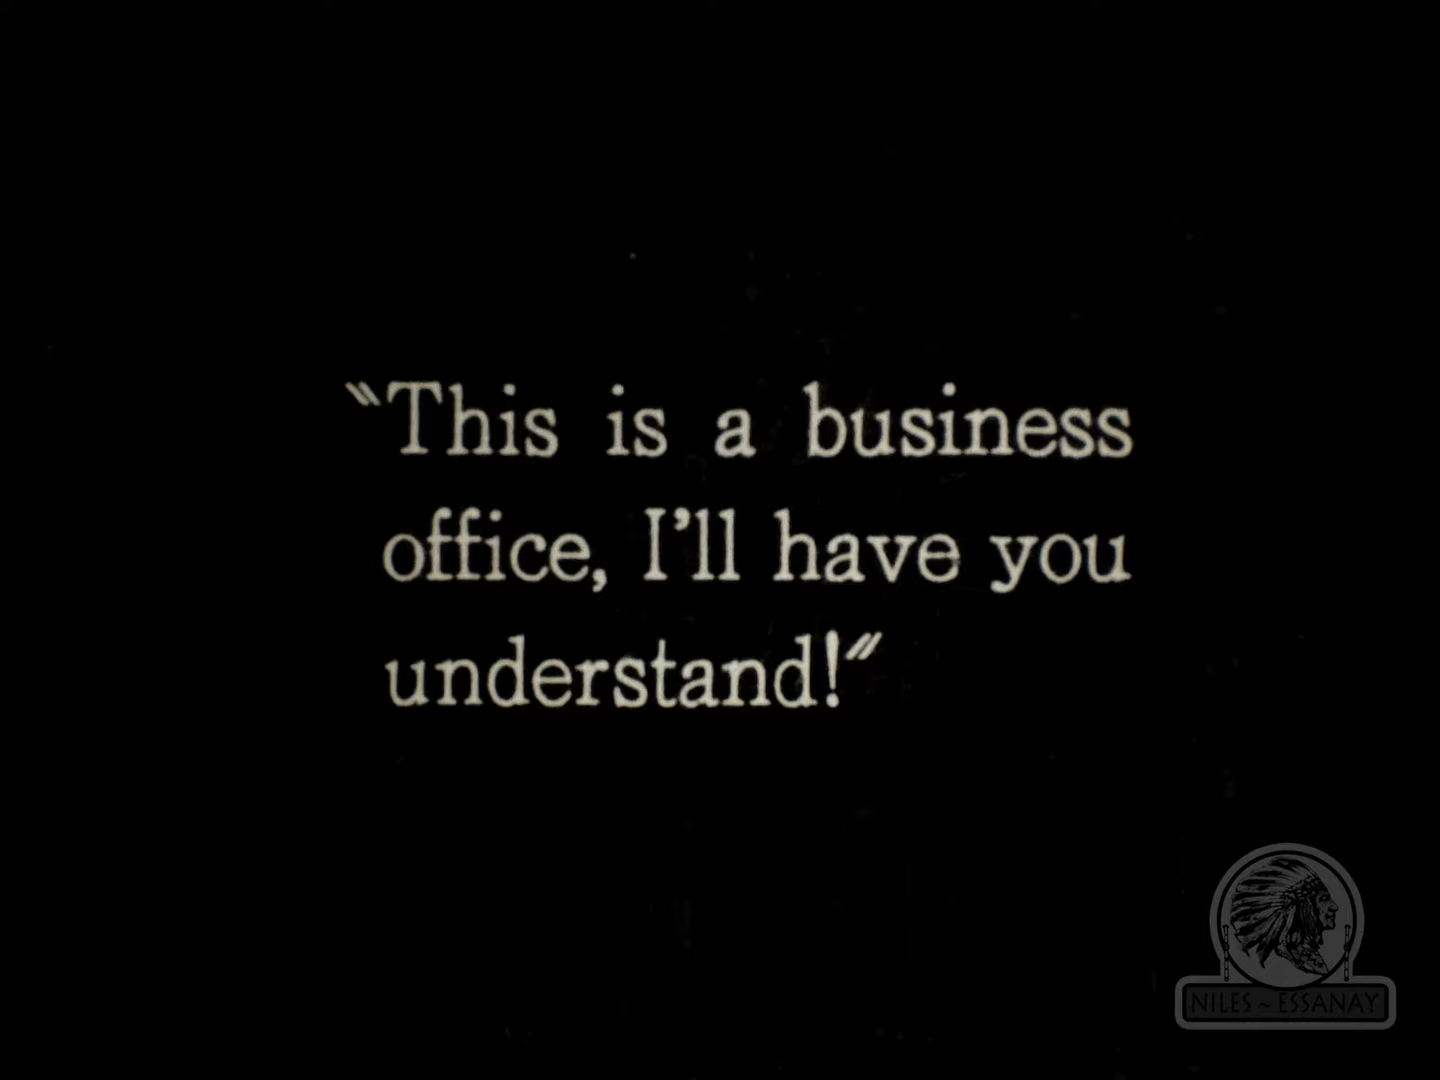 "This is a business
office, I'll have you
understand!"
NILES ~ ESSANAY